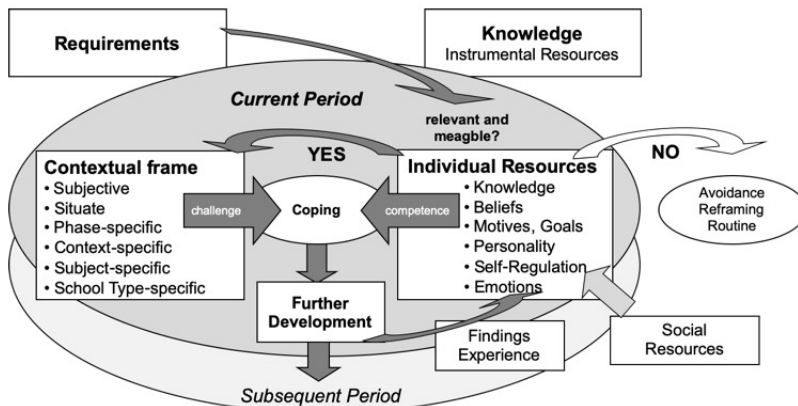 Requirements
Knowledge
Instrumental Resources
Current Period
relevant and
meagble?
YES
NO
Contextual frame
• Subjective
• Situate
• Phase-specific
• Context-specific
• Subject-specific
• School Type-specific
challenge
Coping
competence
Individual Resources
• Knowledge
• Beliefs
• Motives, Goals
• Personality
• Self-Regulation
• Emotions
Avoidance
Reframing
Routine
Further
Development
Findings
Experience
Social
Resources
Subsequent Period